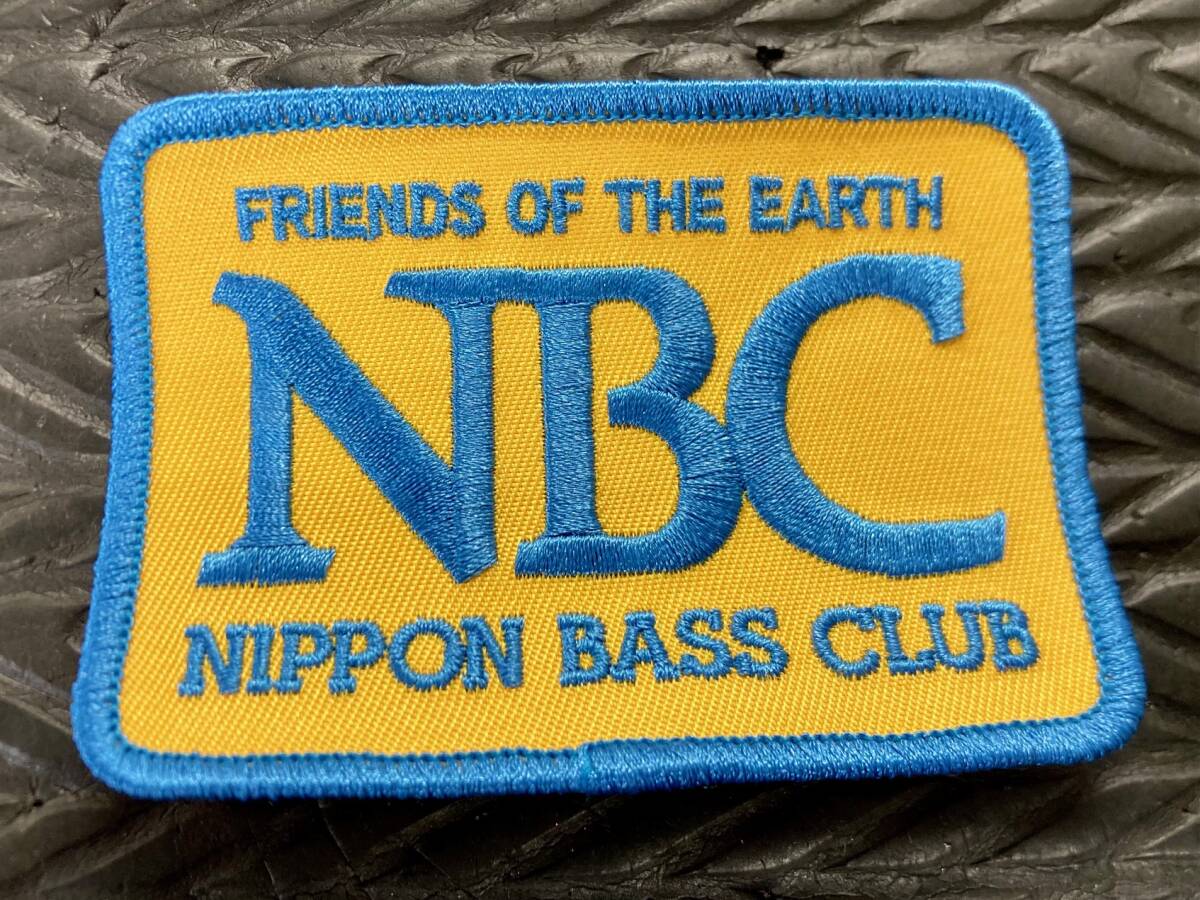 FRIENDS OF THE EARTH
NBC
NIPPON BASS CLUB